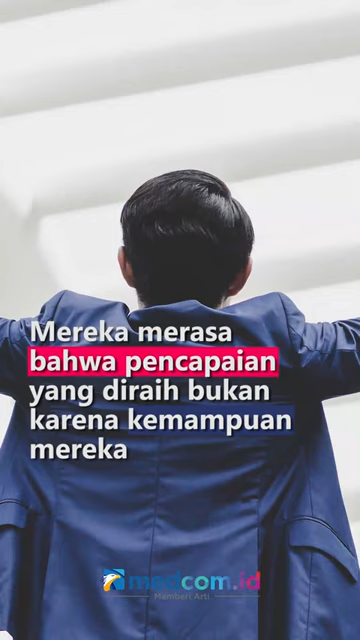 Mereka merasa
bahwa pencapaian
yang diraih bukan
karena kemampuan
mereka
medcom.id
Memberi Arti